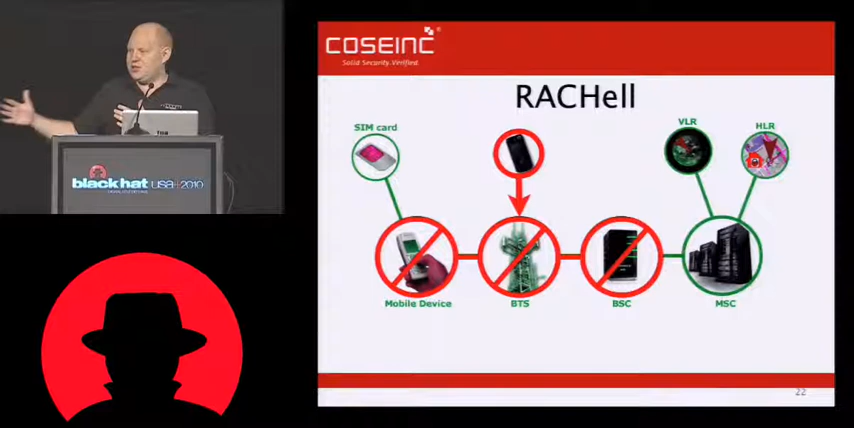 COSEINC
Solid Security. Verified.
RACHell
SIM card
VLR
HLR
Mobile Device
BTS
BSC
MSC
22
black hat USA+2010